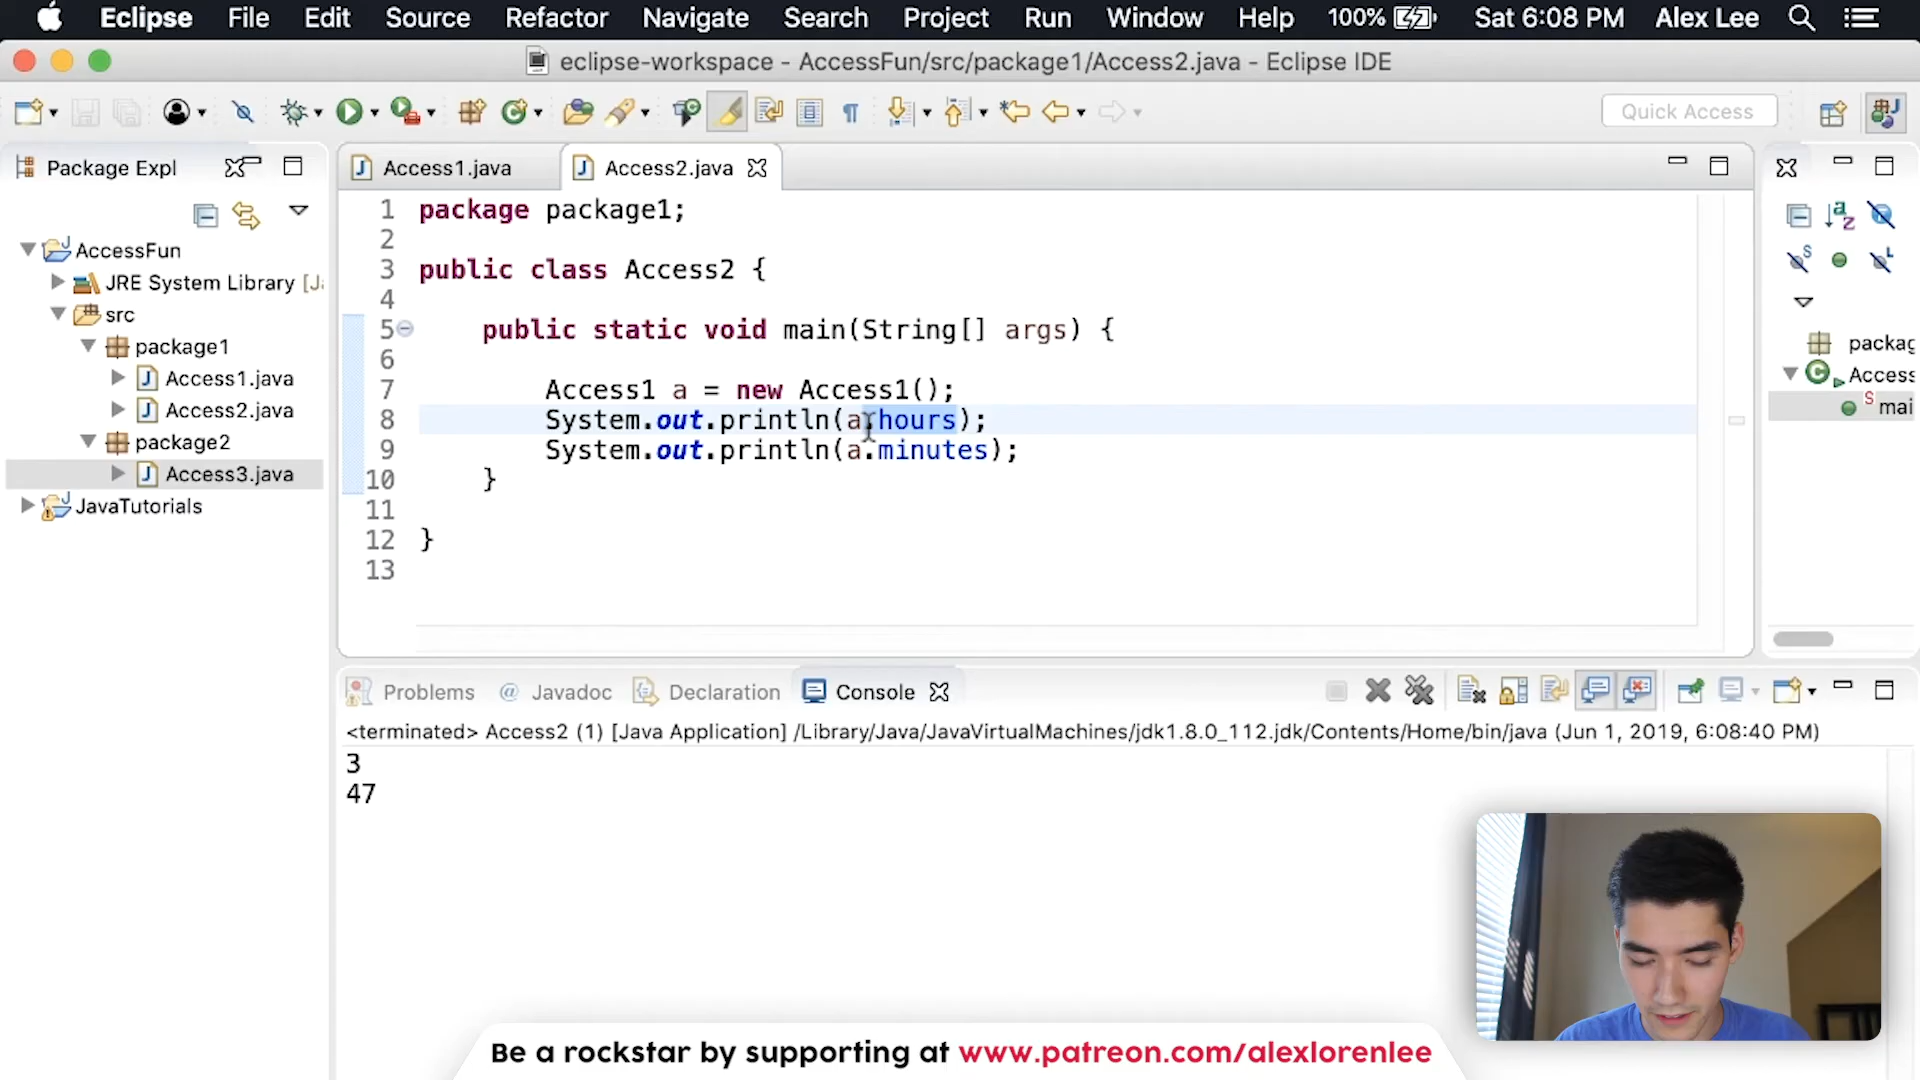 Eclipse File Edit Source Refactor Navigate Search Project Run Window Help 100% Sat 6:08 PM Alex Lee
eclipse-workspace - AccessFun/src/package1/Access2.java - Eclipse IDE
Quick Access
Package Expl
AccessFun
JRE System Library [Ja
src
package1
Access1.java
Access2.java
package2
Access3.java
JavaTutorials
Access1.java Access2.java
1 package package1;
2
3 public class Access2 {
4
5 public static void main(String[] args) {
6
7 Access1 a = new Access1();
8 System.out.println(a.hours);
9 System.out.println(a.minutes);
10 }
11
12 }
13
packag
Access
mai
Problems @ Javadoc Declaration Console
<terminated> Access2 (1) [Java Application] /Library/Java/JavaVirtualMachines/jdk1.8.0_112.jdk/Contents/Home/bin/java (Jun 1, 2019, 6:08:40 PM)
3
47
Be a rockstar by supporting at www.patreon.com/alexlorenlee